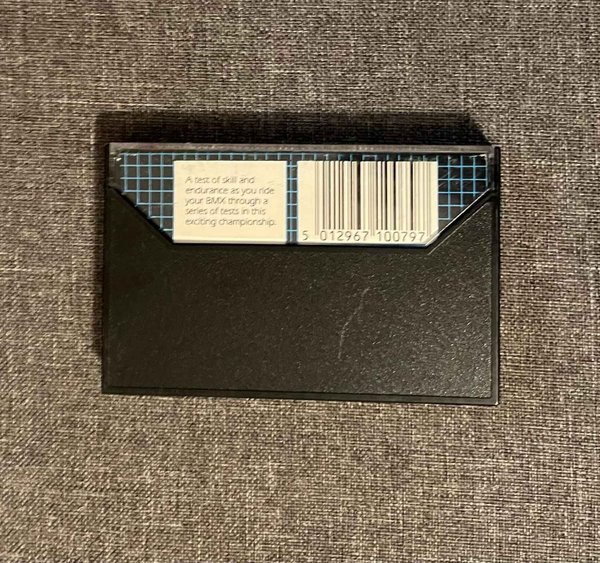 A test of skill and
endurance as you ride
your BMX through a
series of tests in this
exciting championship.
5 012967 100797